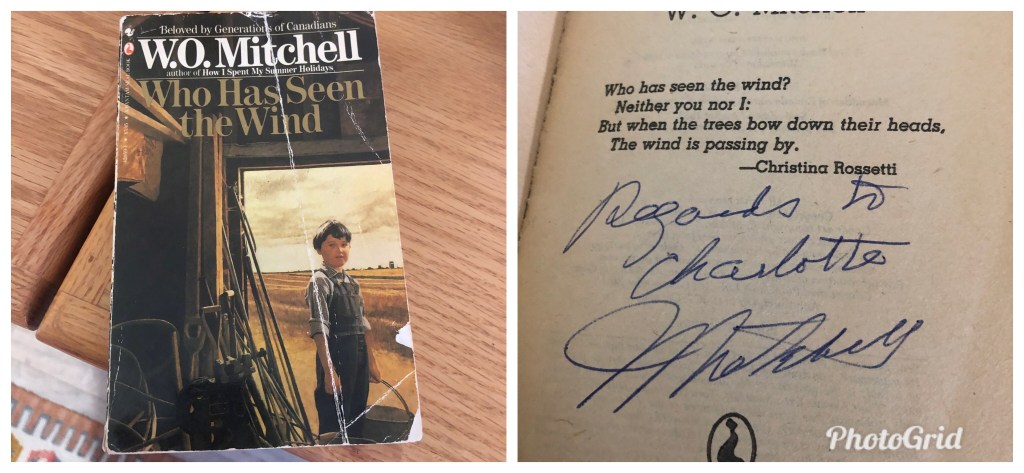 Beloved by Generations of Canadians
W.O. Mitchell
author of How I Spent My Summer Holidays
Who Has Seen
the Wind
W. O. Mitchell
Who has seen the wind?
Neither you nor I:
But when the trees bow down their heads,
The wind is passing by.
—Christina Rossetti
Regards to
Charlotte
W O Mitchell
PhotoGrid